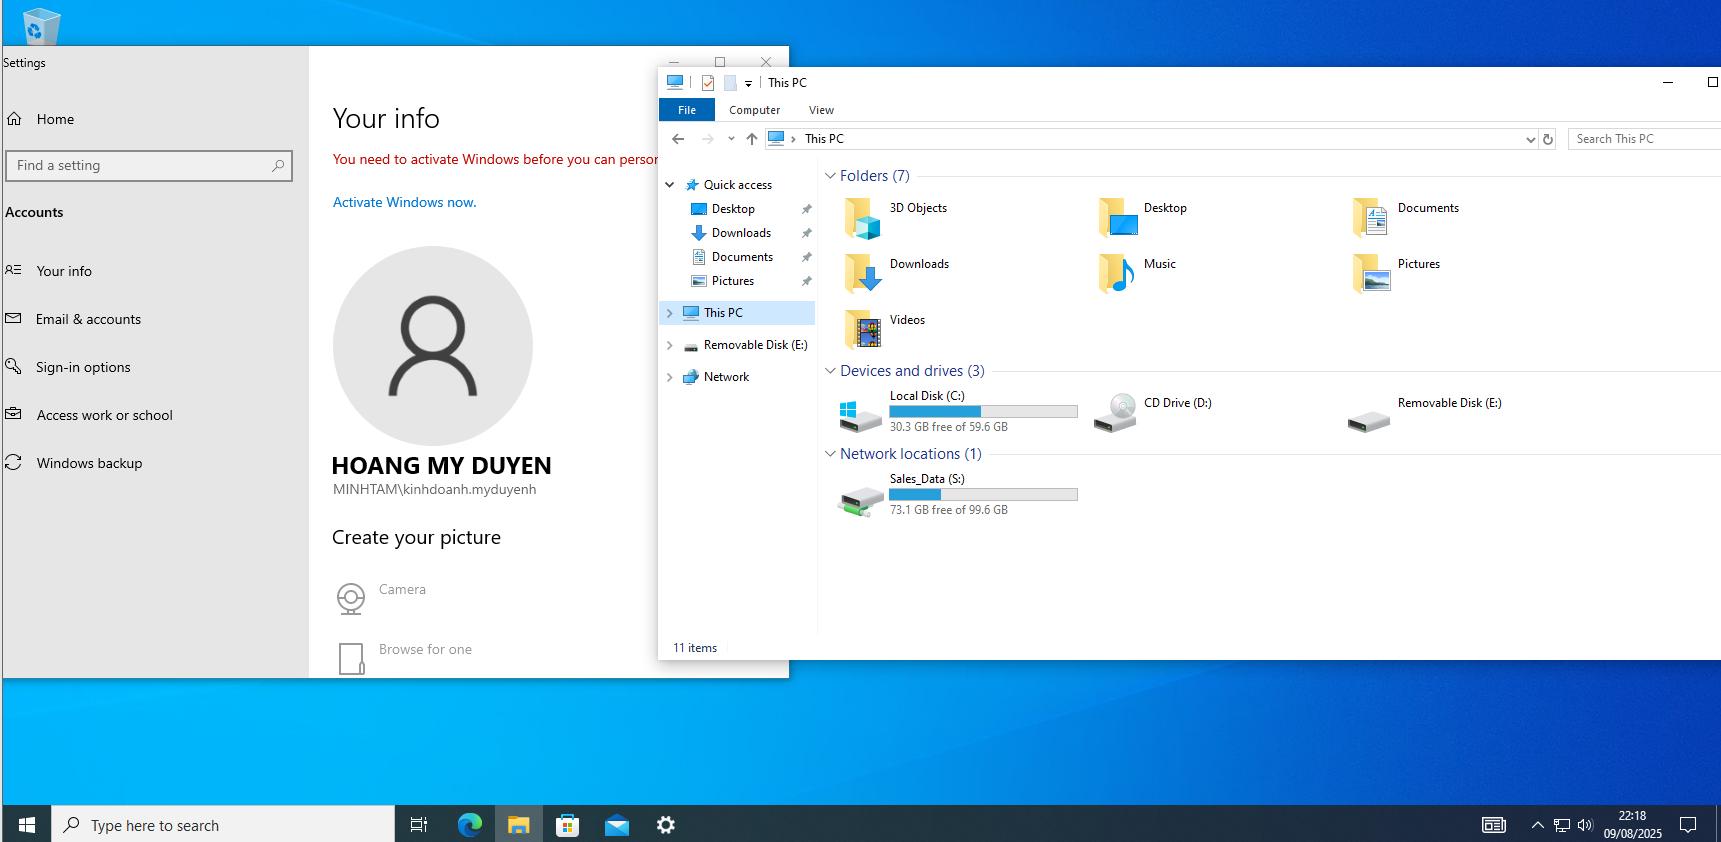 Settings
Home
Find a setting
Accounts
Your info
Email & accounts
Sign-in options
Access work or school
Windows backup
Your info
You need to activate Windows before you can person
Activate Windows now.
HOANG MY DUYEN
MINHTAM\kinhdoanh.myduyenh
Create your picture
Camera
Browse for one
This PC
File
Computer
View
This PC
Search This PC
Quick access
Desktop
Downloads
Documents
Pictures
This PC
Removable Disk (E:)
Network
Folders (7)
3D Objects
Desktop
Documents
Downloads
Music
Pictures
Videos
Devices and drives (3)
Local Disk (C:)
30.3 GB free of 59.6 GB
CD Drive (D:)
Removable Disk (E:)
Network locations (1)
Sales_Data (S:)
73.1 GB free of 99.6 GB
11 items
Type here to search
22:18
09/08/2025